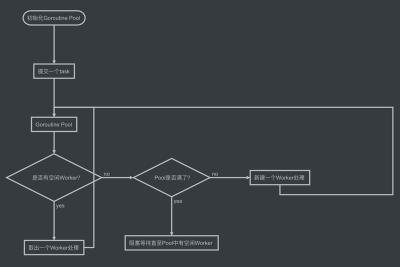 初始化Goroutine Pool
提交一个task
Goroutine Pool
是否有空闲Worker?
no
Pool是否满了?
no
新建一个Worker处理
yes
yes
取出一个Worker处理
阻塞等待直至Pool中有空闲Worker